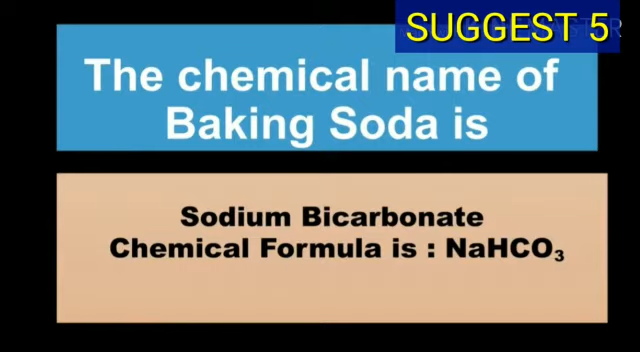 SUGGEST 5
The chemical name of
Baking Soda is
Sodium Bicarbonate
Chemical Formula is : NaHCO₃